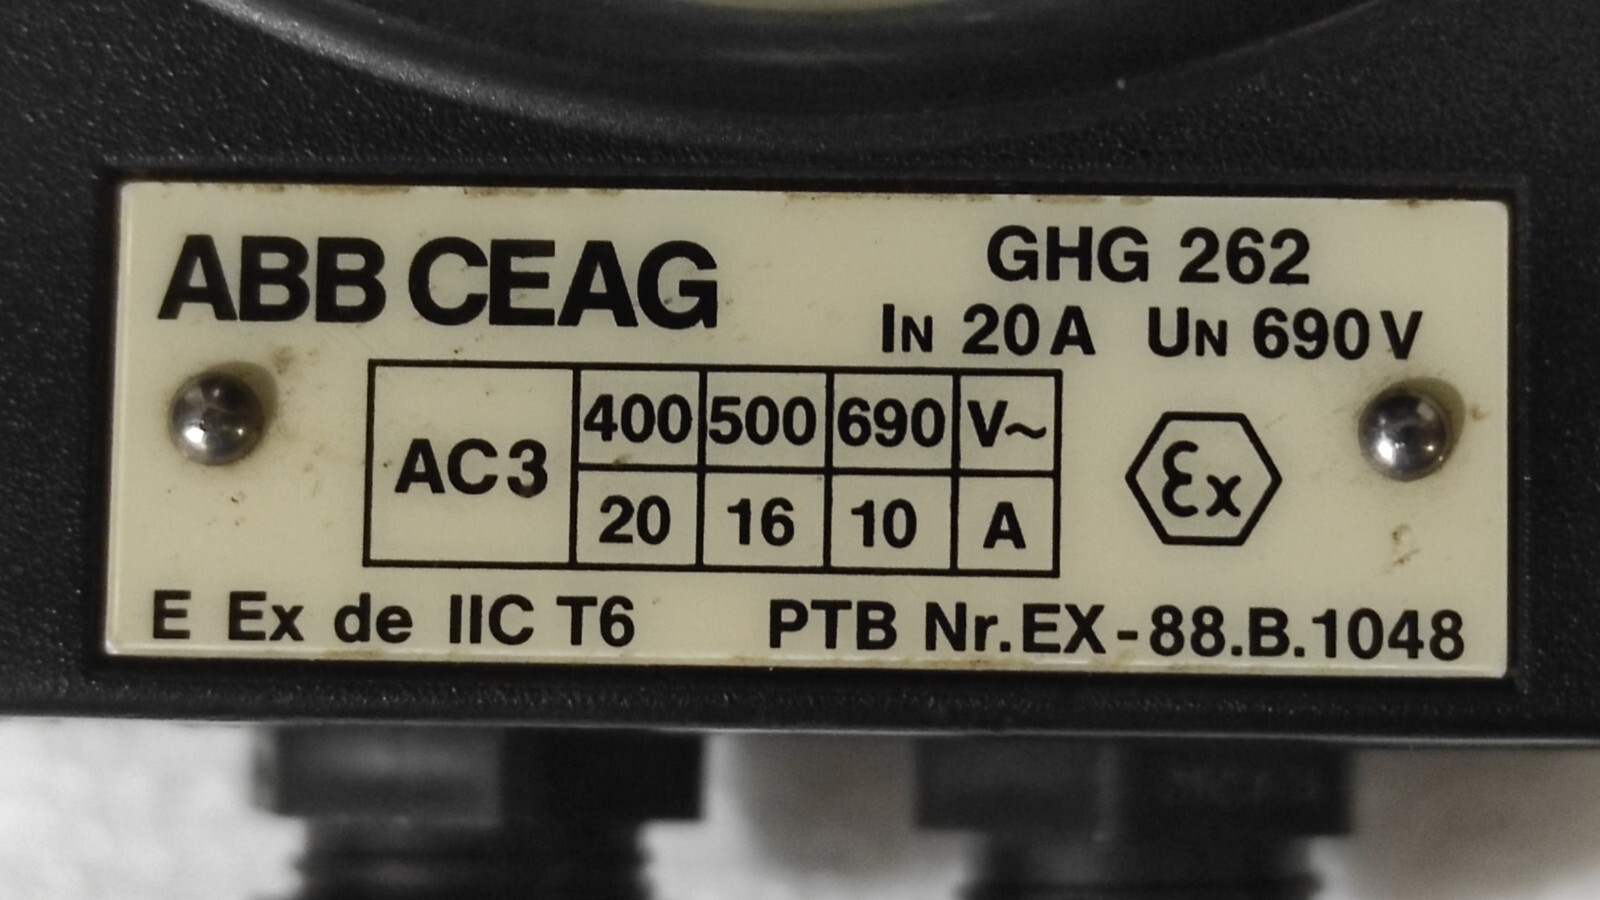 ABB CEAG
GHG 262
IN 20 A UN 690 V
AC3 400 500 690 V~
20 16 10 A
Ɛx
E Ex de IIC T6 PTB Nr.EX-88.B.1048